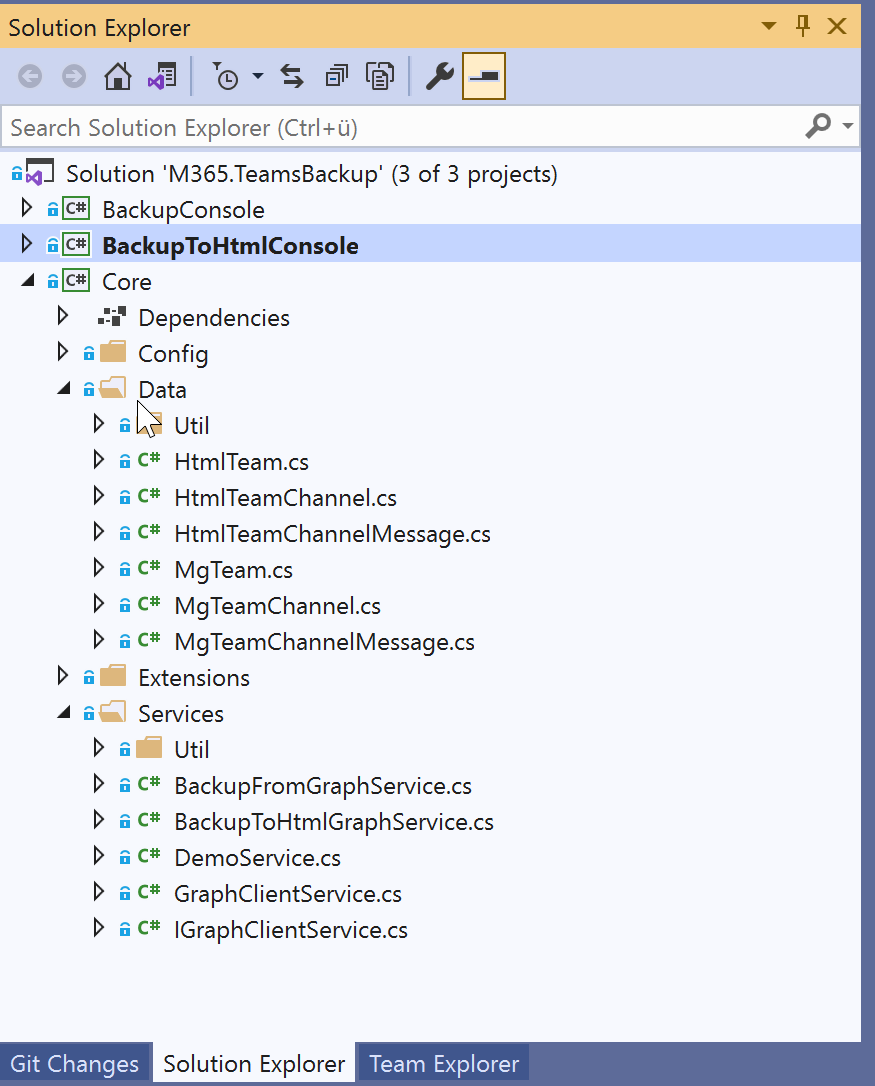 Solution Explorer
Search Solution Explorer (Ctrl+ü)
Solution 'M365.TeamsBackup' (3 of 3 projects)
C# BackupConsole
C# BackupToHtmlConsole
C# Core
Dependencies
Config
Data
Util
C# HtmlTeam.cs
C# HtmlTeamChannel.cs
C# HtmlTeamChannelMessage.cs
C# MgTeam.cs
C# MgTeamChannel.cs
C# MgTeamChannelMessage.cs
Extensions
Services
Util
C# BackupFromGraphService.cs
C# BackupToHtmlGraphService.cs
C# DemoService.cs
C# GraphClientService.cs
C# IGraphClientService.cs
Git Changes Solution Explorer Team Explorer